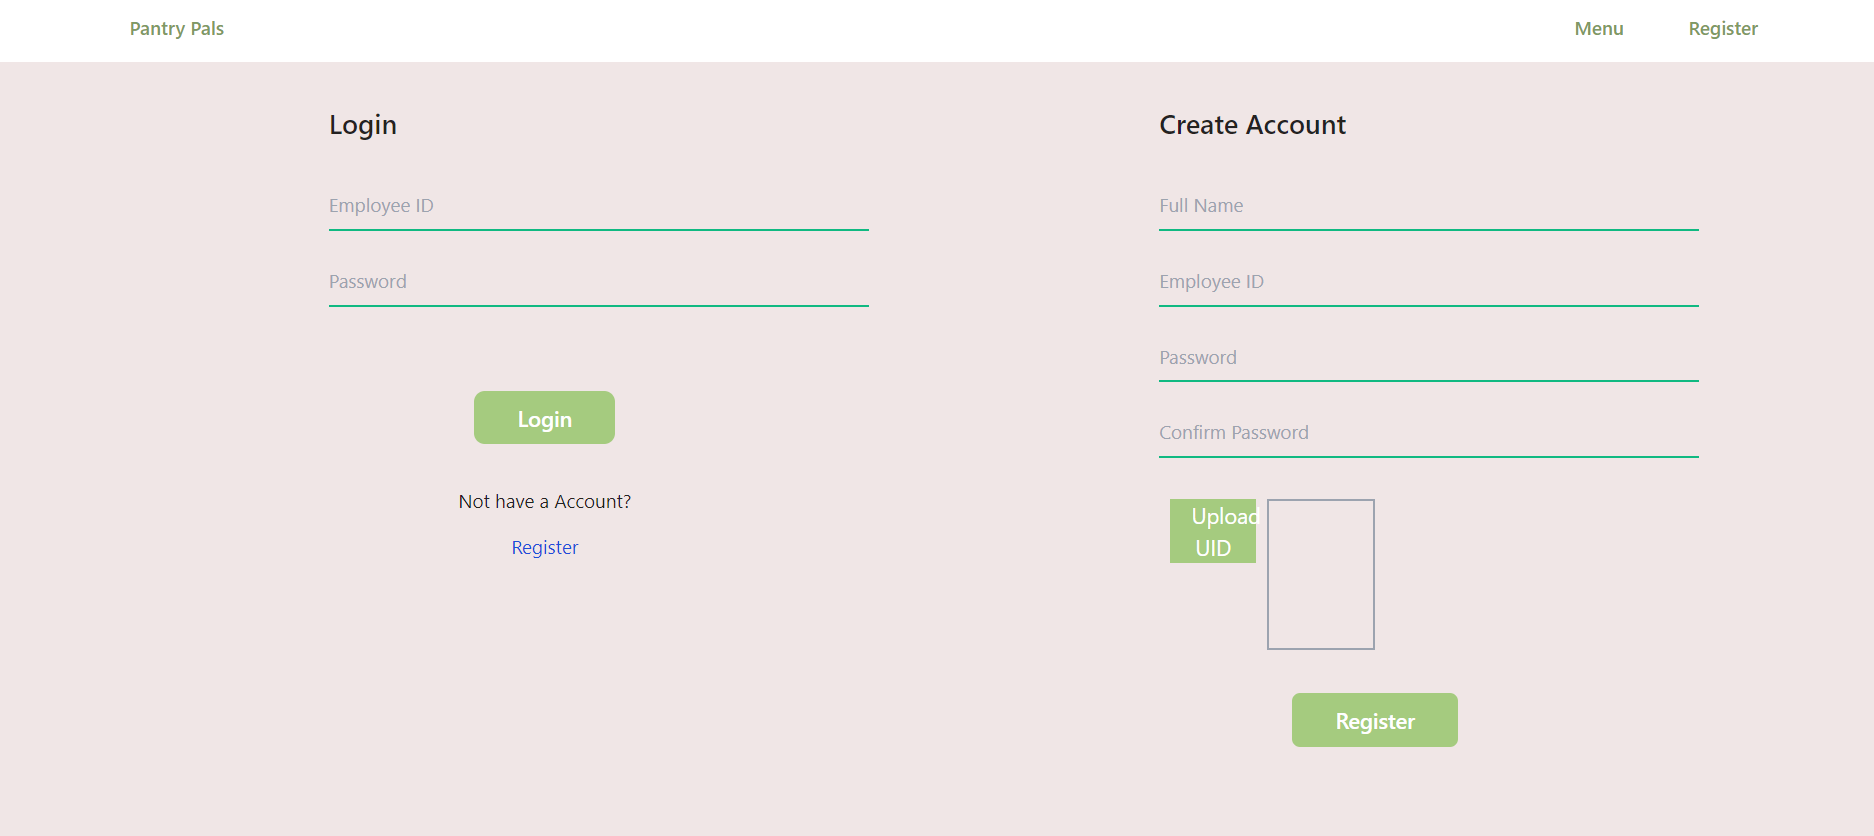 Pantry Pals
Menu
Register
Login
Employee ID
Password
Login
Not have a Account?
Register
Create Account
Full Name
Employee ID
Password
Confirm Password
Upload
UID
Register